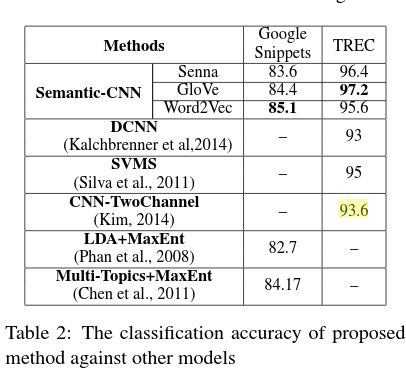 Methods Google Snippets TREC
Semantic-CNN Senna 83.6 96.4
GloVe 84.4 97.2
Word2Vec 85.1 95.6
DCNN
(Kalchbrenner et al,2014) – 93
SVMS
(Silva et al., 2011) – 95
CNN-TwoChannel
(Kim, 2014) – 93.6
LDA+MaxEnt
(Phan et al., 2008) 82.7 –
Multi-Topics+MaxEnt
(Chen et al., 2011) 84.17 –
Table 2: The classification accuracy of proposed
method against other models